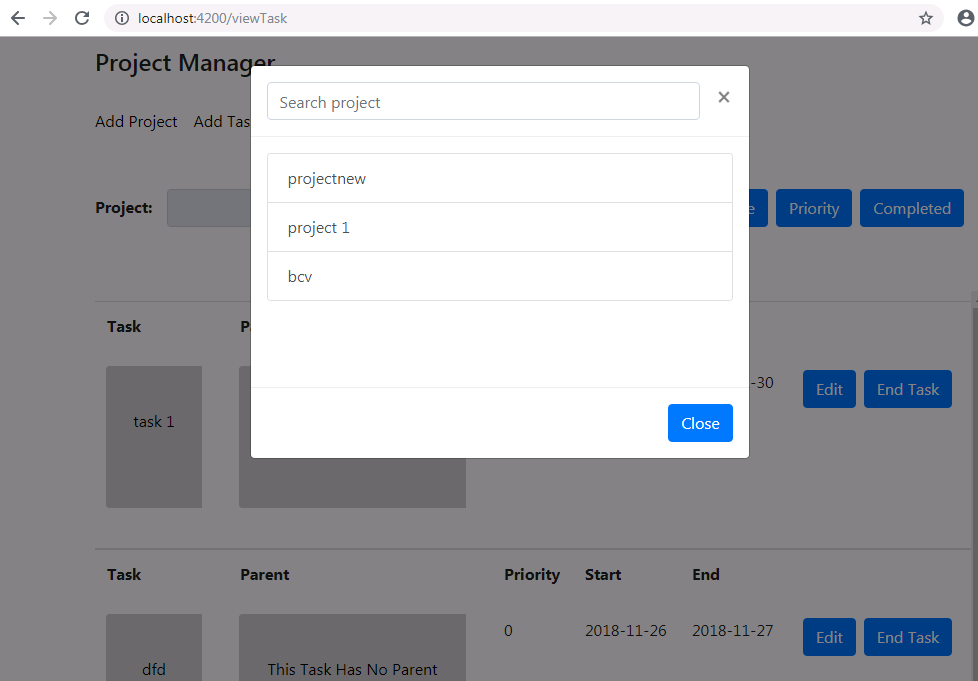 localhost:4200/viewTask
Project Manager
Search project
×
Add Project Add Tas
projectnew
Project:
e
Priority
Completed
project 1
bcv
Task
P
-30
Edit
End Task
task 1
Close
Task Parent Priority Start End
0 2018-11-26 2018-11-27
Edit
End Task
dfd
This Task Has No Parent